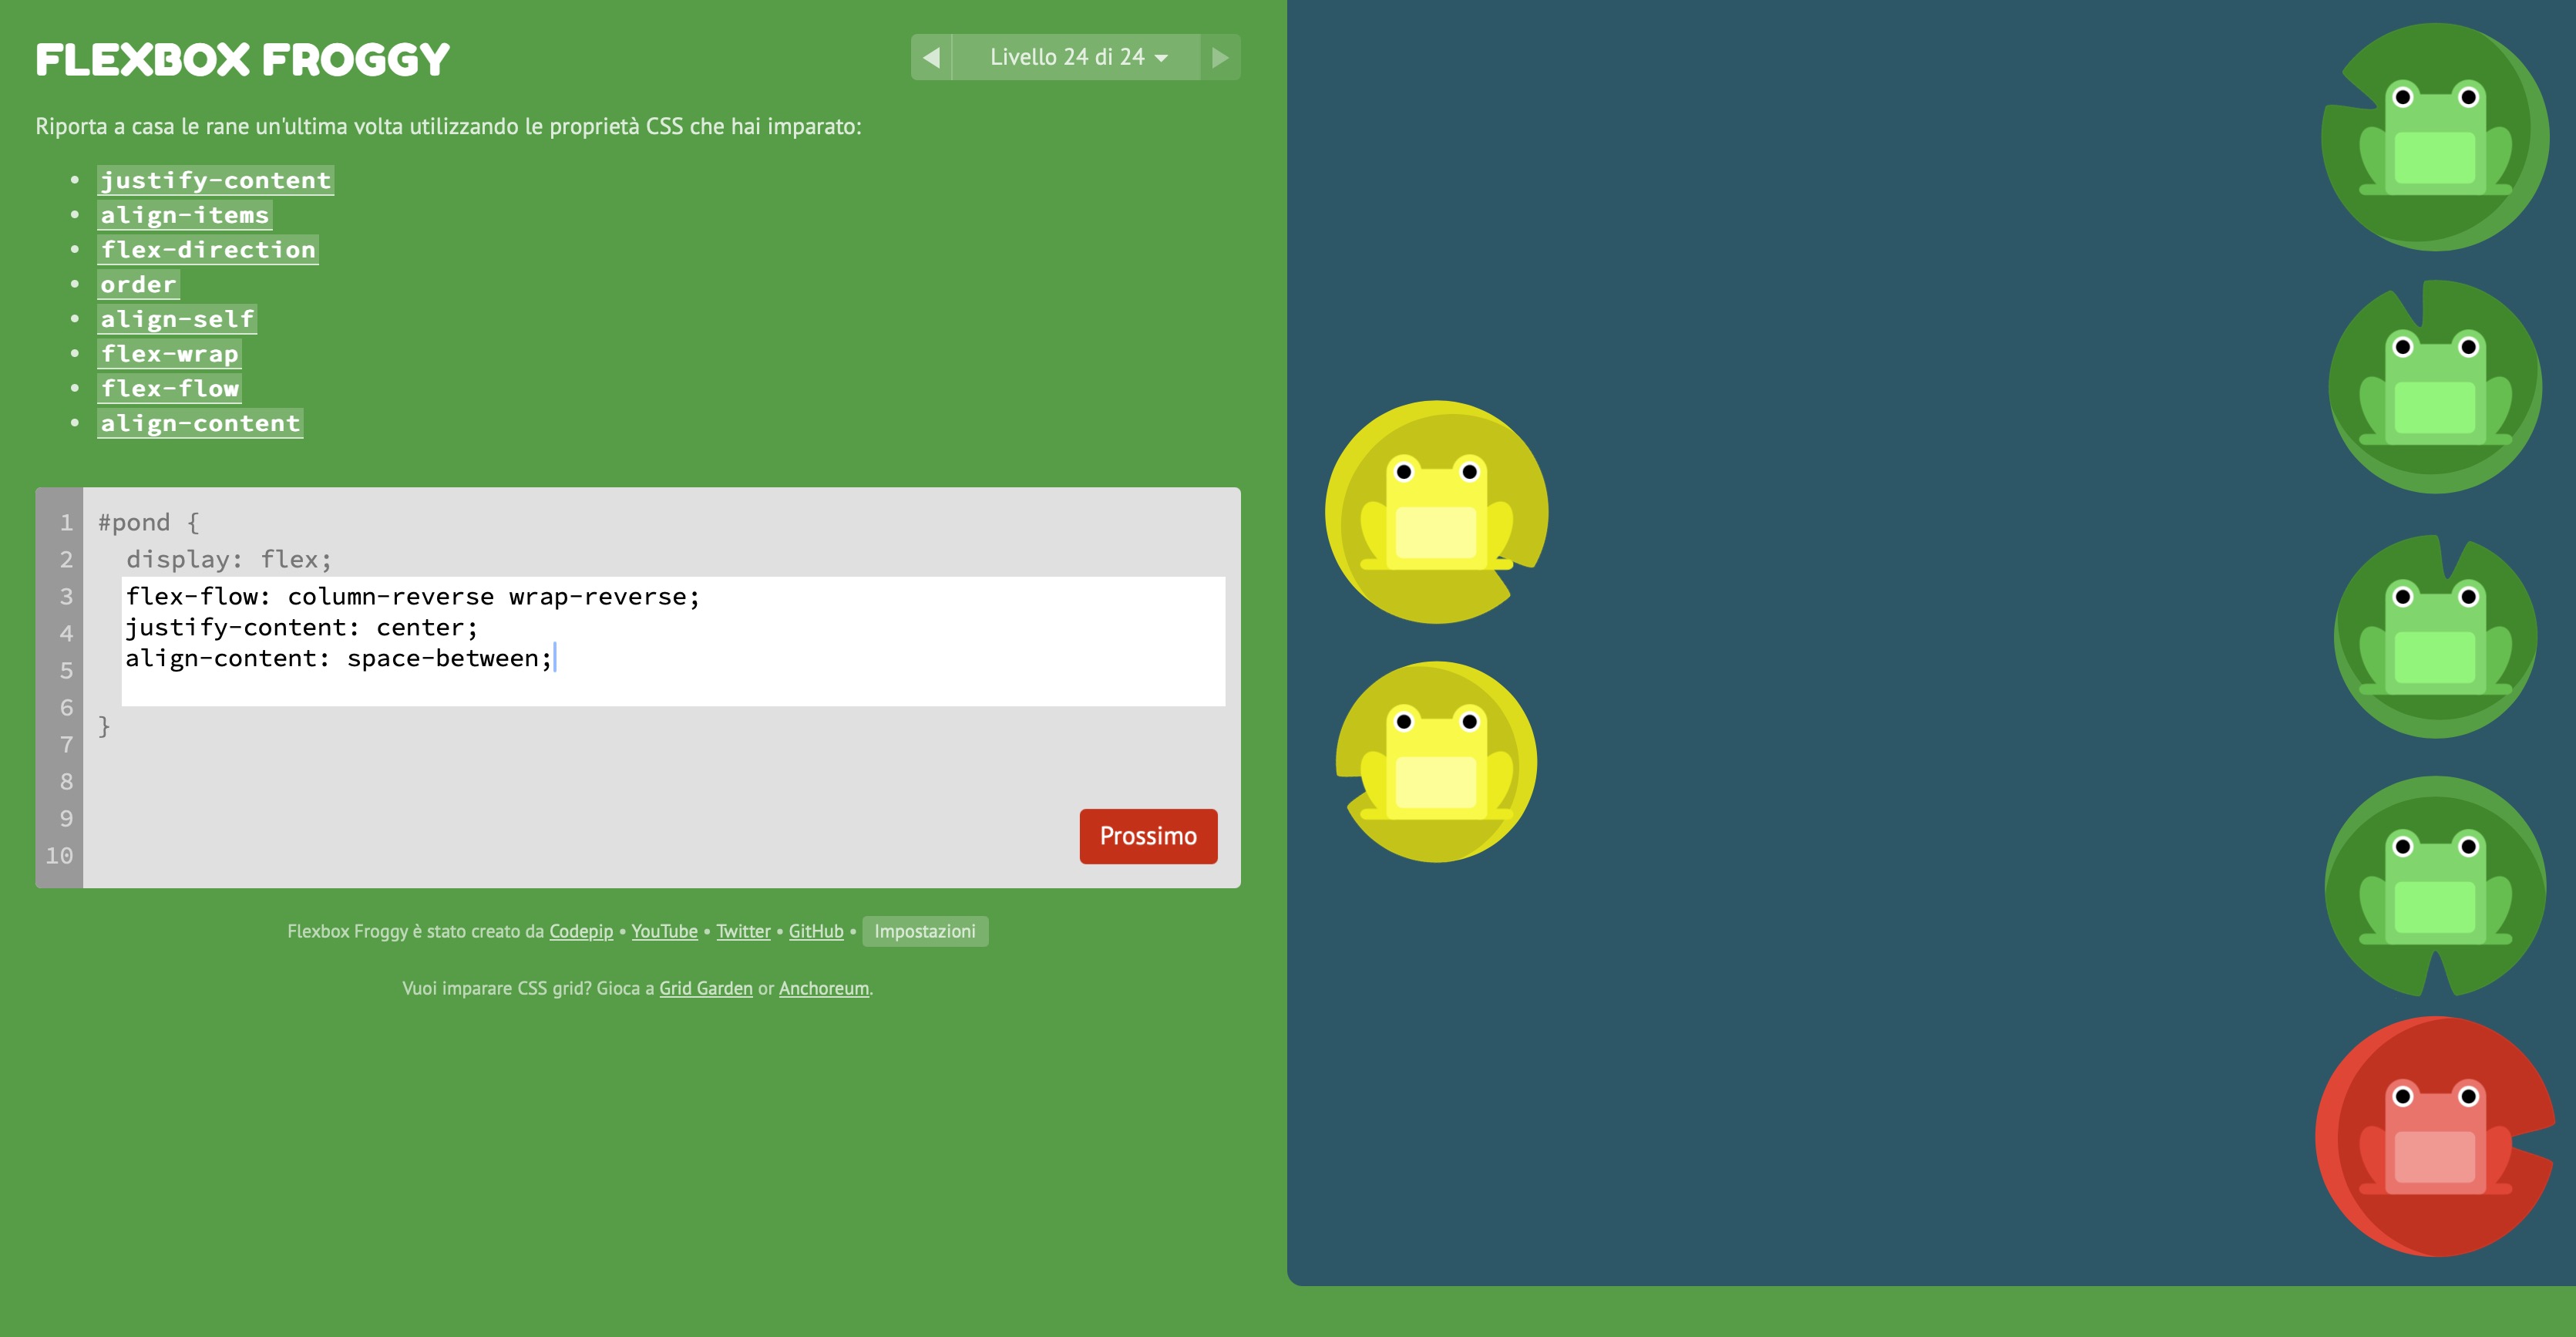 FLEXBOX FROGGY
Livello 24 di 24
Riporta a casa le rane un'ultima volta utilizzando le proprietà CSS che hai imparato:
• justify-content
• align-items
• flex-direction
• order
• align-self
• flex-wrap
• flex-flow
• align-content
1 #pond {
2 display: flex;
3 flex-flow: column-reverse wrap-reverse;
4 justify-content: center;
5 align-content: space-between;
6
7 }
8
9
10
Prossimo
Flexbox Froggy è stato creato da Codepip • YouTube • Twitter • GitHub • Impostazioni
Vuoi imparare CSS grid? Gioca a Grid Garden or Anchoreum.